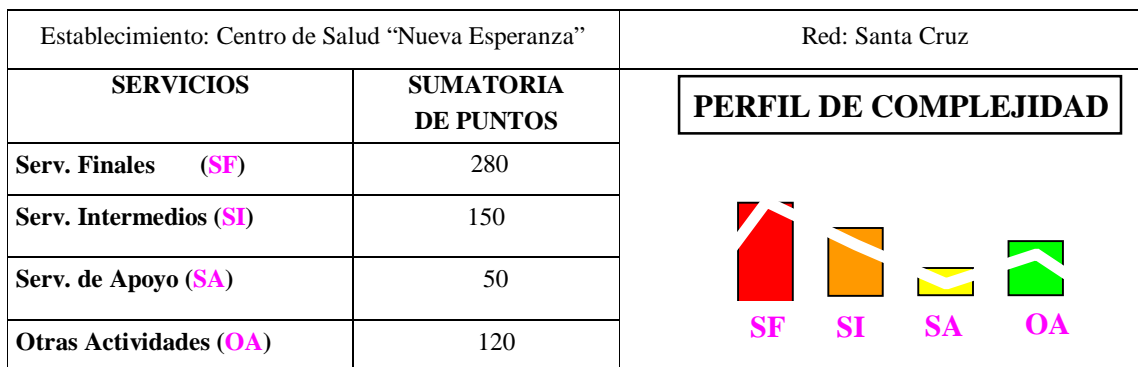 Establecimiento: Centro de Salud “Nueva Esperanza”
Red: Santa Cruz
SERVICIOS
SUMATORIA
DE PUNTOS
Serv. Finales (SF)
280
Serv. Intermedios (SI)
150
Serv. de Apoyo (SA)
50
Otras Actividades (OA)
120
PERFIL DE COMPLEJIDAD
SF SI SA OA